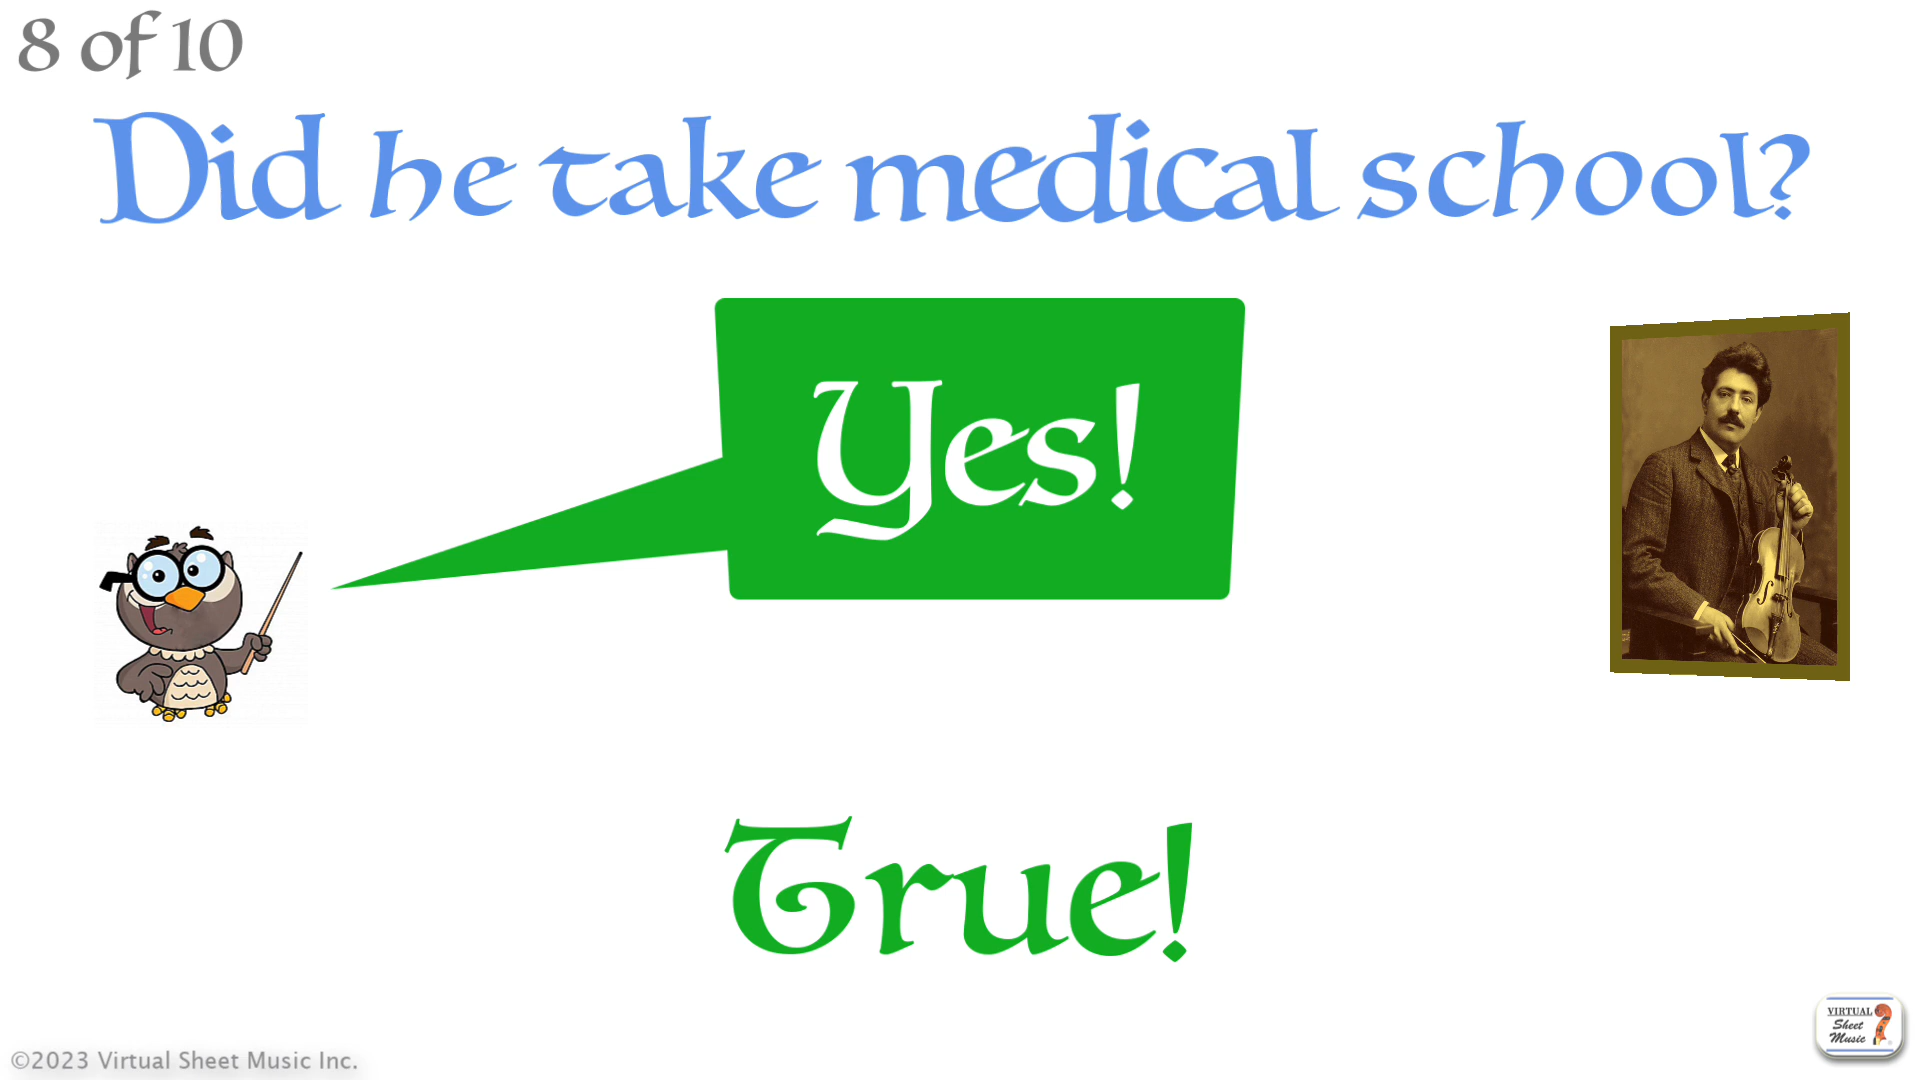 8 of 10
Did he take medical school?
Yes!
True!
VIRTUAL
Sheet
Music
©2023 Virtual Sheet Music Inc.